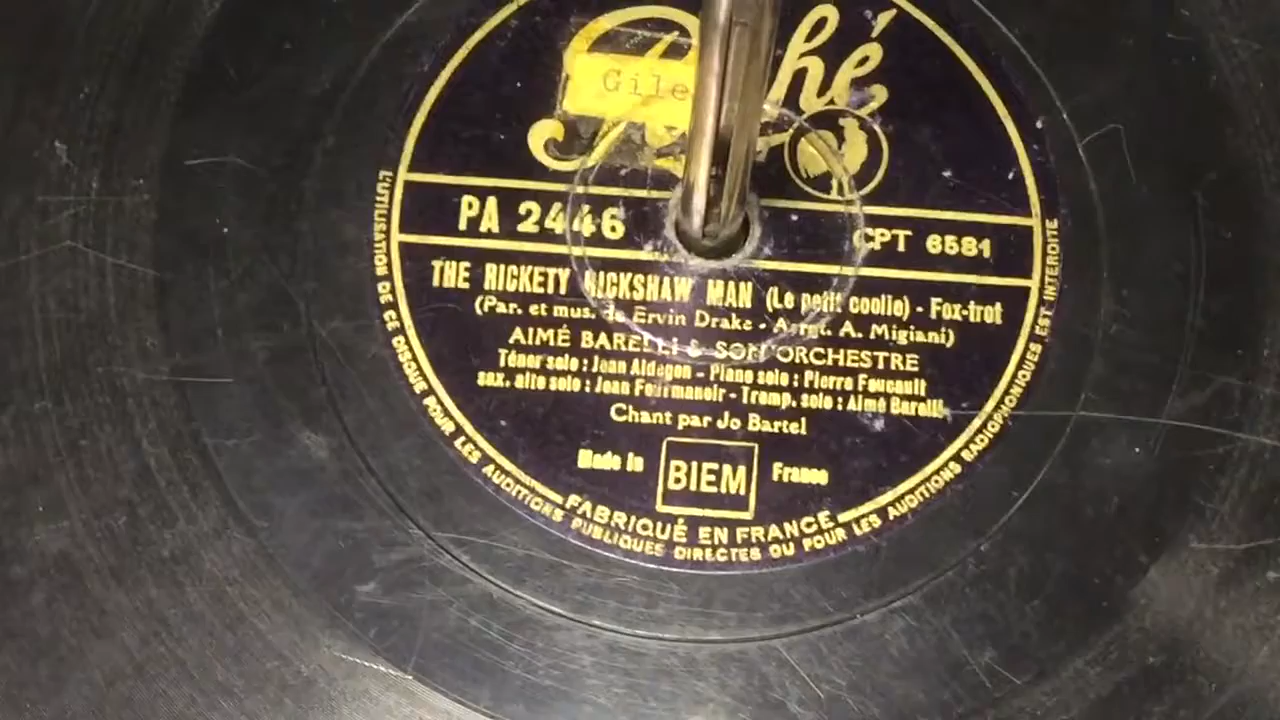 Gile
hé
PA 2446
CPT 6581
THE RICKETY RICKSHAW MAN (Le petit coolie) - Fox-trot
(Par. et mus. de Ervin Drake - Arrgt. A. Migiani)
AIMÉ BARELLI & SON ORCHESTRE
Ténor solo : Jean Aldegon - Piano solo : Pierre Foucault
sax. alto solo : Jean Fourmanoir - Tromp. solo : Aimé Barelli
Chant par Jo Bartel
Made in BIEM France
FABRIQUÉ EN FRANCE
L'UTILISATION DE CE DISQUE POUR LES AUDITIONS PUBLIQUES DIRECTES OU POUR LES AUDITIONS RADIOPHONIQUES EST INTERDITE